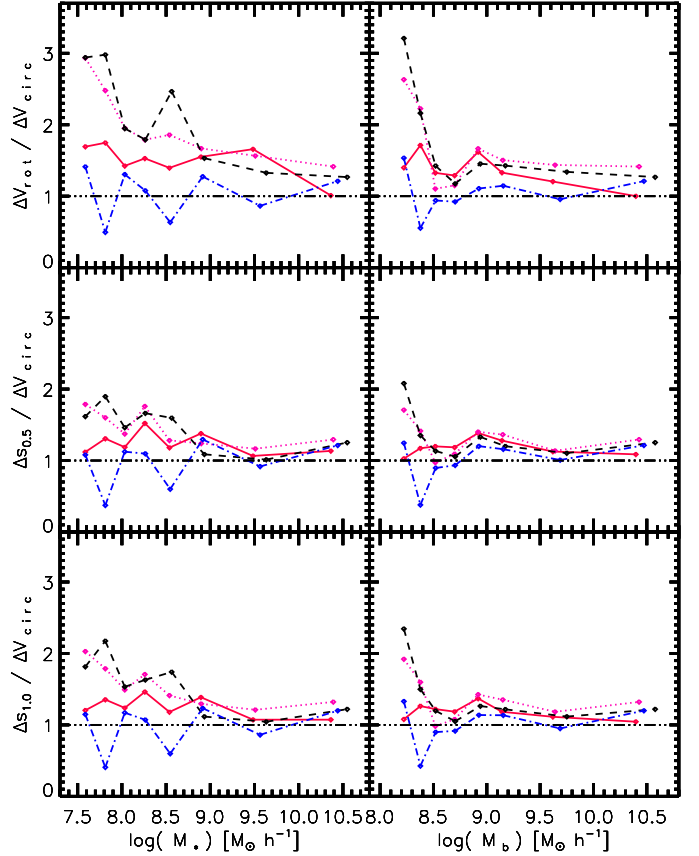 3
2
1
0
ΔV_rot / ΔV_circ
3
2
1
0
Δs_0.5 / ΔV_circ
3
2
1
0
Δs_1.0 / ΔV_circ
7.5 8.0 8.5 9.0 9.5 10.0 10.5 8.0 8.5 9.0 9.5 10.0 10.5
log( M_* ) [M_⊙ h^-1] log( M_b ) [M_⊙ h^-1]